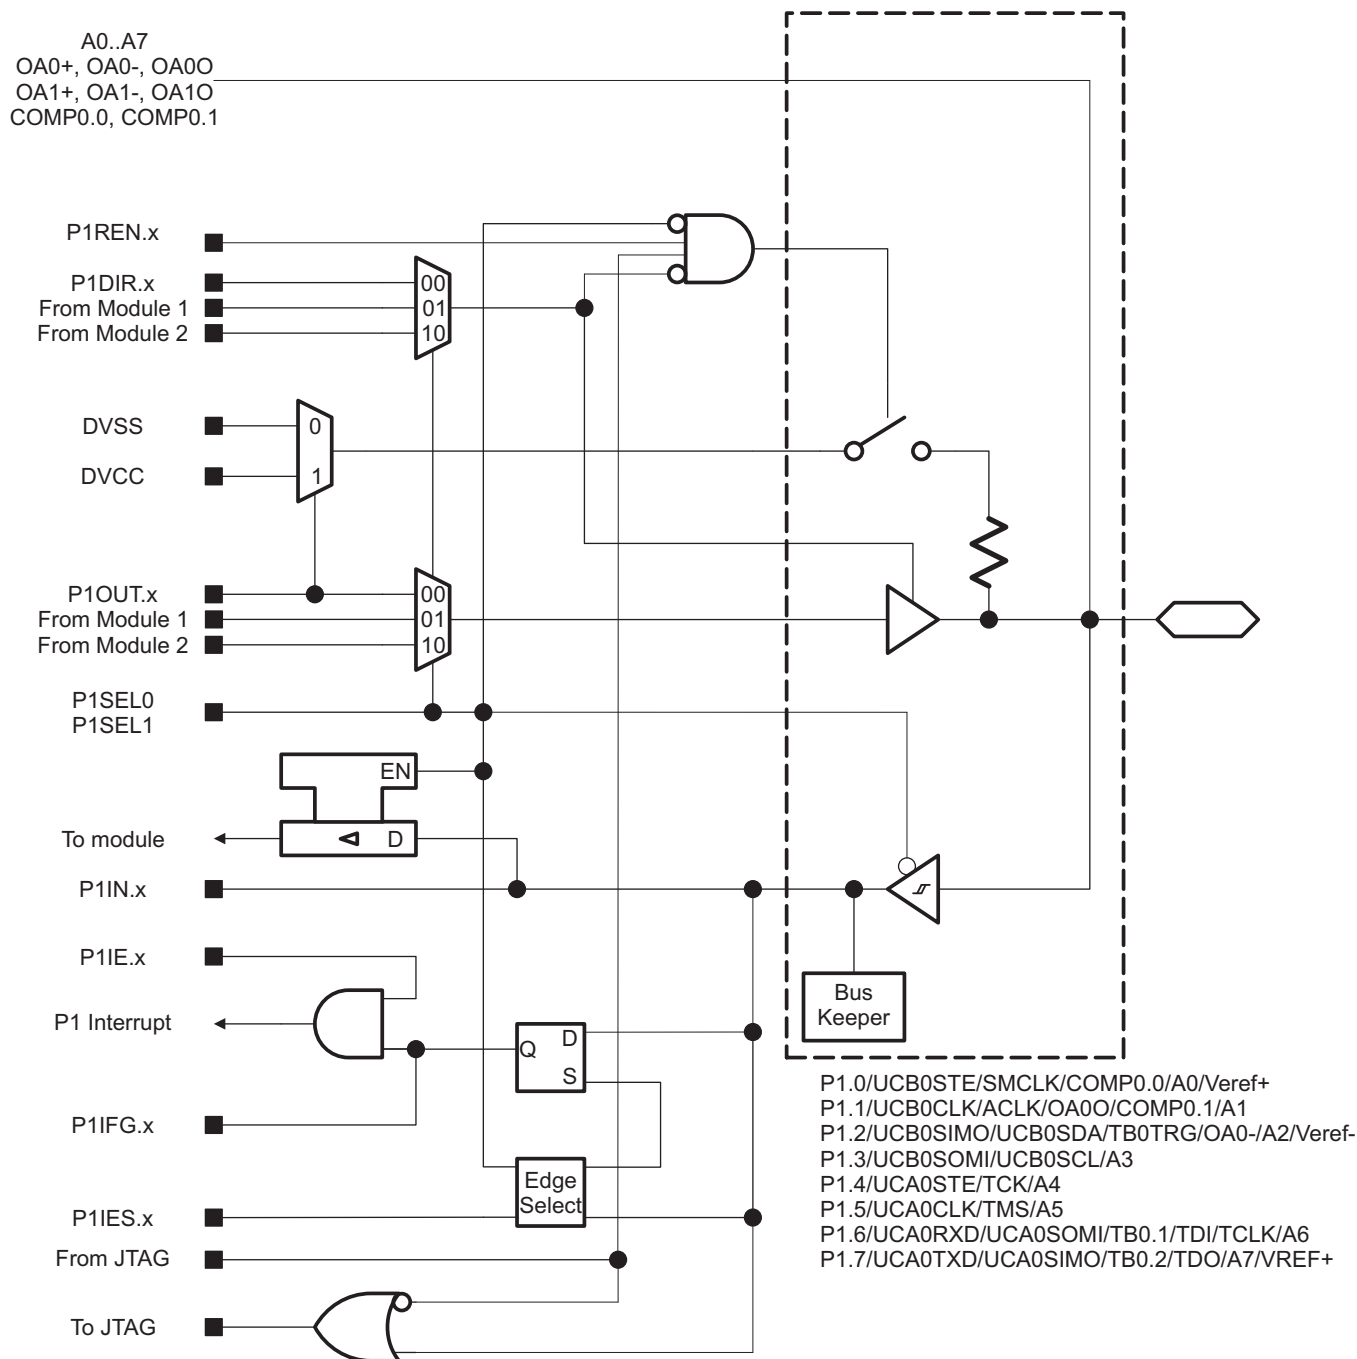 A0..A7
OA0+, OA0-, OA0O
OA1+, OA1-, OA1O
COMP0.0, COMP0.1
P1REN.x
P1DIR.x
From Module 1
From Module 2
00
01
10
DVSS
DVCC
0
1
P1OUT.x
From Module 1
From Module 2
00
01
10
P1SEL0
P1SEL1
EN
To module
D
P1IN.x
Bus
Keeper
P1IE.x
P1 Interrupt
Q
D
S
P1IFG.x
Edge
Select
P1IES.x
From JTAG
To JTAG
P1.0/UCB0STE/SMCLK/COMP0.0/A0/Veref+
P1.1/UCB0CLK/ACLK/OA0O/COMP0.1/A1
P1.2/UCB0SIMO/UCB0SDA/TB0TRG/OA0-/A2/Veref-
P1.3/UCB0SOMI/UCB0SCL/A3
P1.4/UCA0STE/TCK/A4
P1.5/UCA0CLK/TMS/A5
P1.6/UCA0RXD/UCA0SOMI/TB0.1/TDI/TCLK/A6
P1.7/UCA0TXD/UCA0SIMO/TB0.2/TDO/A7/VREF+